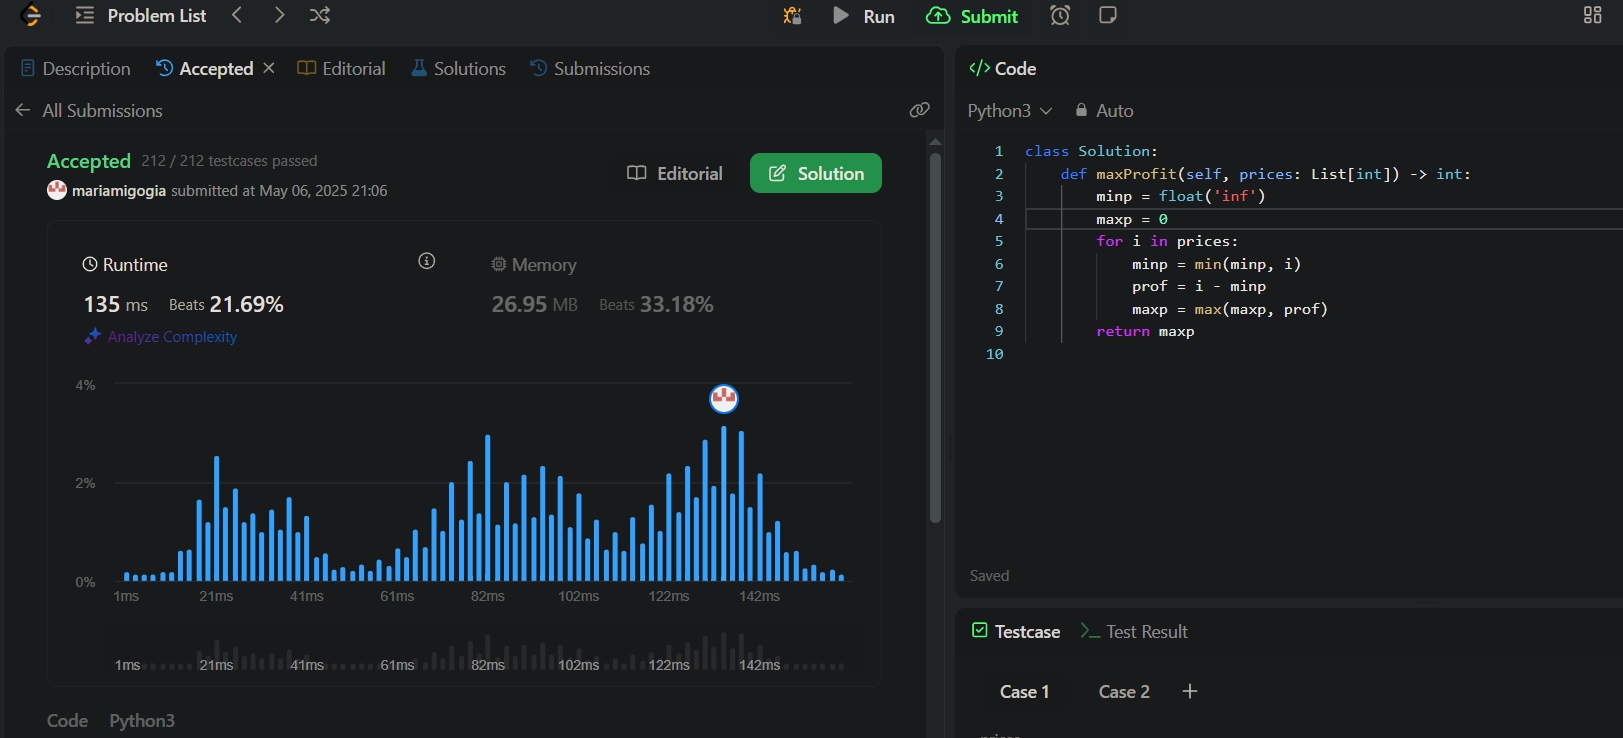 Problem List
Run
Submit
Description
Accepted
Editorial
Solutions
Submissions
All Submissions
Accepted 212 / 212 testcases passed
mariamigogia submitted at May 06, 2025 21:06
Editorial
Solution
Runtime
135 ms Beats 21.69%
Analyze Complexity
Memory
26.95 MB Beats 33.18%
4%
2%
0%
1ms 21ms 41ms 61ms 82ms 102ms 122ms 142ms
1ms 21ms 41ms 61ms 82ms 102ms 122ms 142ms
Code Python3
</> Code
Python3 Auto
1 class Solution:
2 def maxProfit(self, prices: List[int]) -> int:
3 minp = float('inf')
4 maxp = 0
5 for i in prices:
6 minp = min(minp, i)
7 prof = i - minp
8 maxp = max(maxp, prof)
9 return maxp
10
Saved
Testcase
>_ Test Result
Case 1 Case 2 +